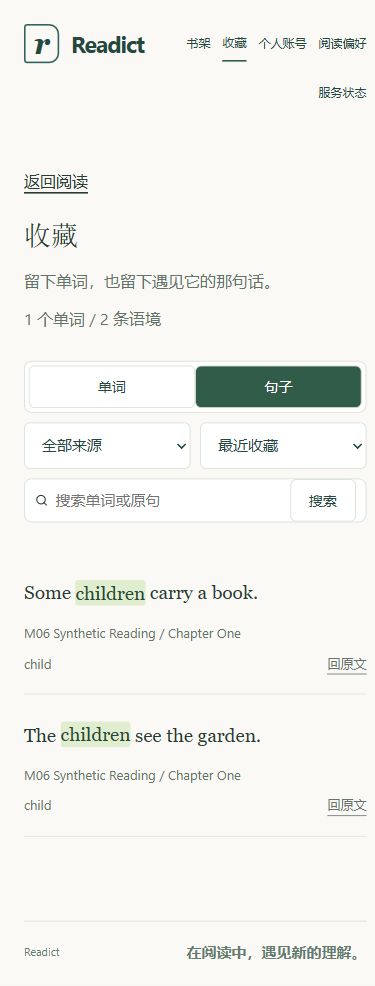 r Readict 书架 收藏 个人账号 阅读偏好
服务状态
返回阅读
收藏
留下单词，也留下遇见它的那句话。
1 个单词 / 2 条语境
单词 句子
全部来源 最近收藏
搜索单词或原句 搜索
Some children carry a book.
M06 Synthetic Reading / Chapter One
child 回原文
The children see the garden.
M06 Synthetic Reading / Chapter One
child 回原文
Readict 在阅读中，遇见新的理解。